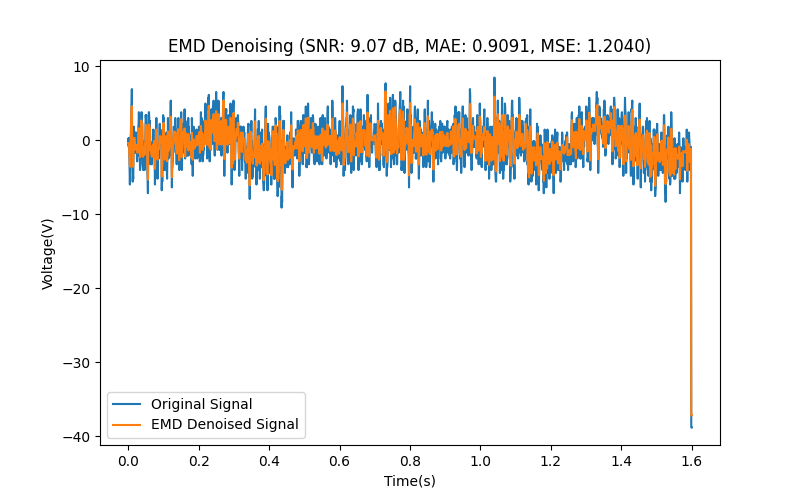 EMD Denoising (SNR: 9.07 dB, MAE: 0.9091, MSE: 1.2040)
10
0
−10
−20
−30
−40
Voltage(V)
Original Signal
EMD Denoised Signal
0.0 0.2 0.4 0.6 0.8 1.0 1.2 1.4 1.6
Time(s)